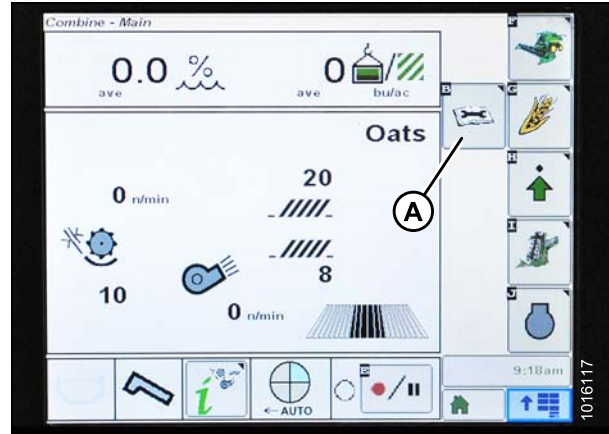 Combine - Main
F
0.0 %
ave
0 /
ave bu/ac
B
G
Oats
A
H
20
0 n/min
8
10
0 n/min
I
J
i
← AUTO
E
/
9:18am
1016117